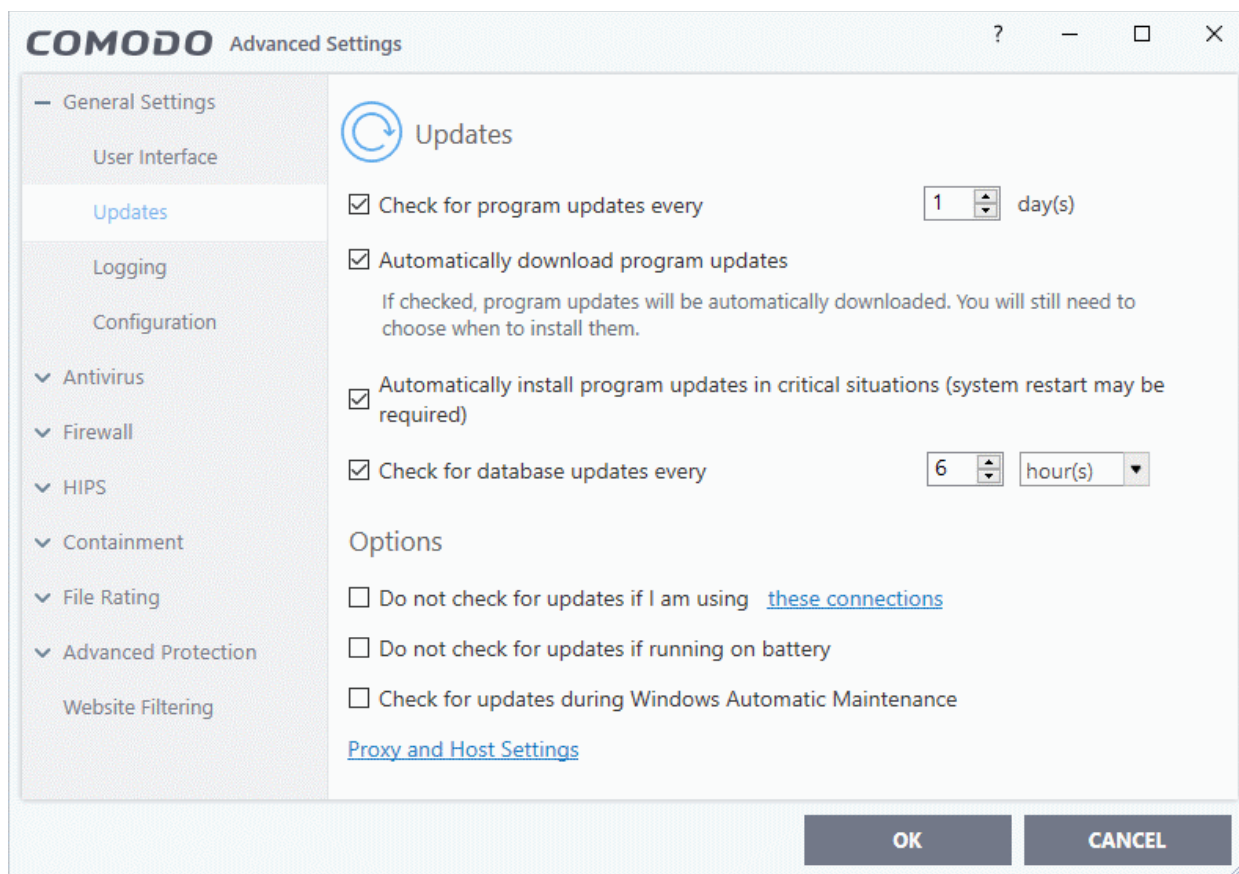 COMODO Advanced Settings
?
General Settings
User Interface
Updates
Logging
Configuration
Antivirus
Firewall
HIPS
Containment
File Rating
Advanced Protection
Website Filtering
Updates
Check for program updates every 1 day(s)
Automatically download program updates
If checked, program updates will be automatically downloaded. You will still need to
choose when to install them.
Automatically install program updates in critical situations (system restart may be
required)
Check for database updates every 6 hour(s)
Options
Do not check for updates if I am using these connections
Do not check for updates if running on battery
Check for updates during Windows Automatic Maintenance
Proxy and Host Settings
OK CANCEL